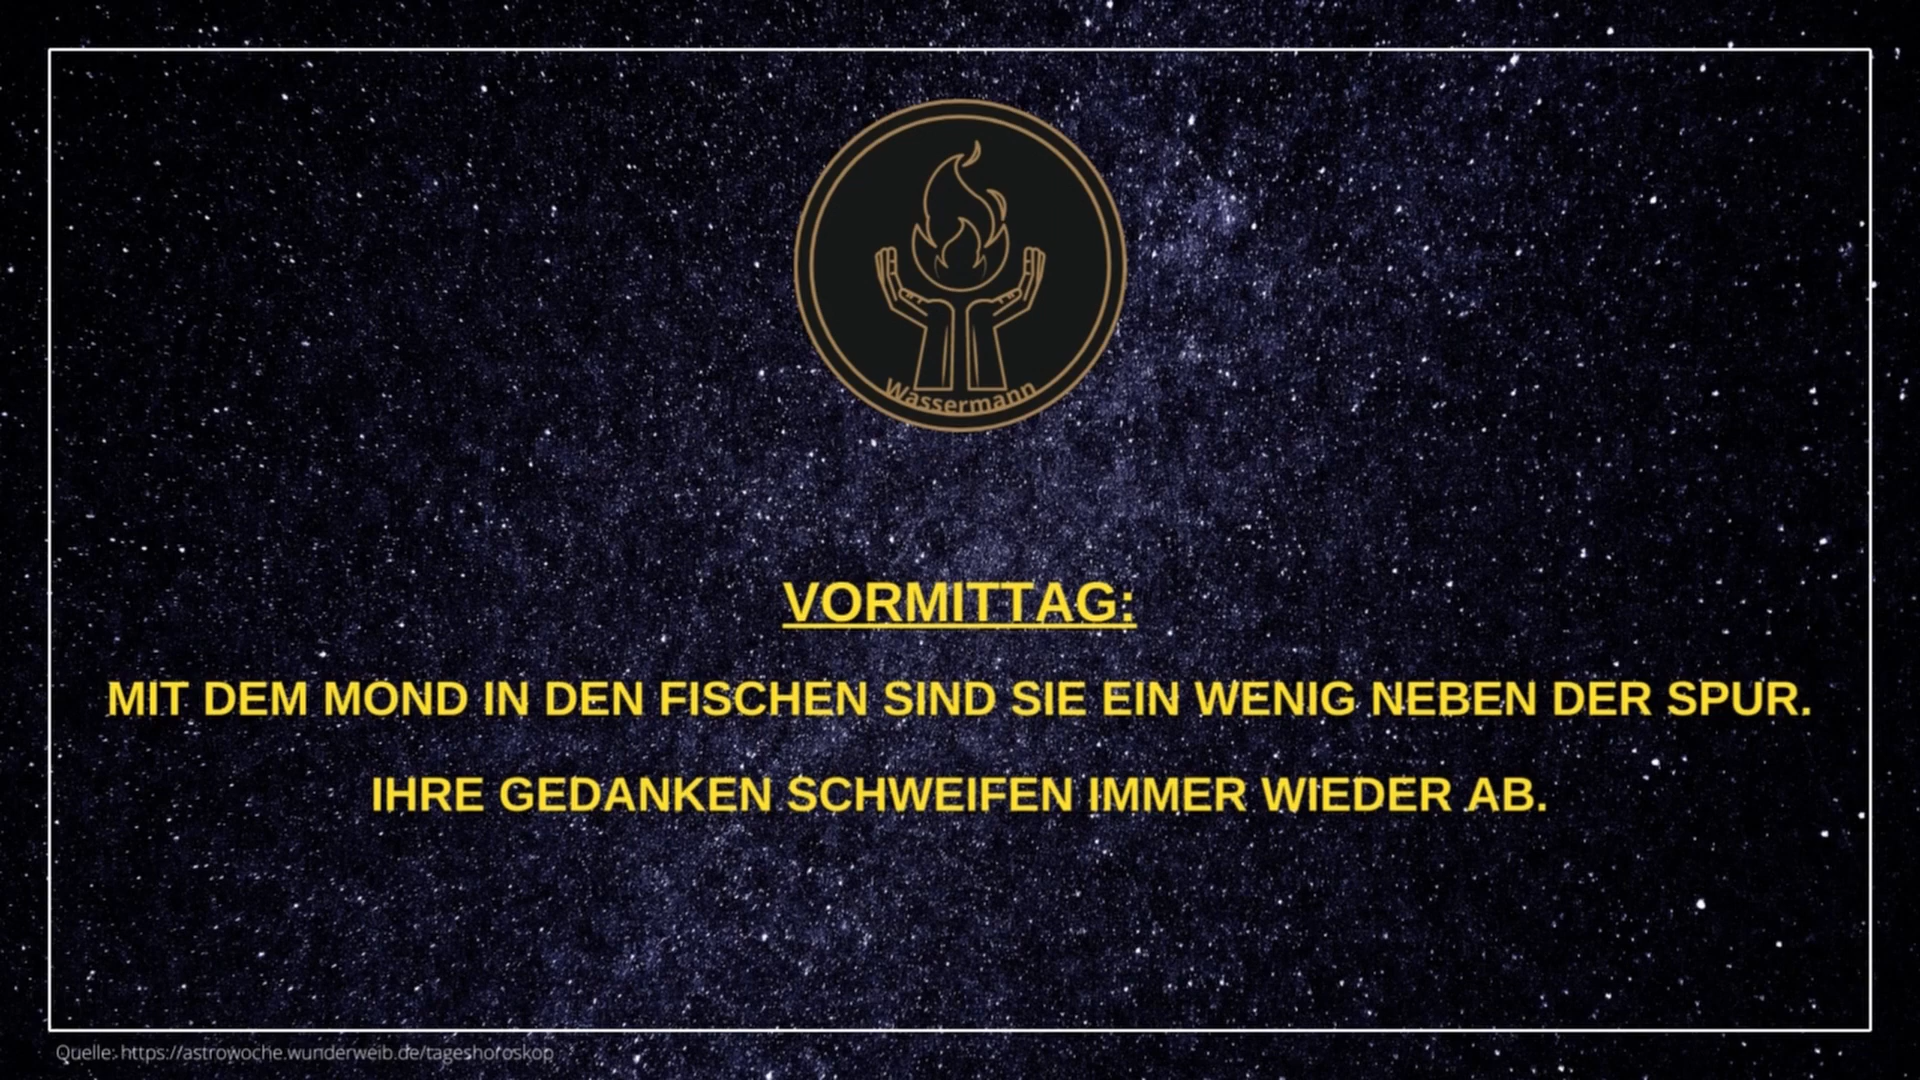 Wassermann
VORMITTAG:
MIT DEM MOND IN DEN FISCHEN SIND SIE EIN WENIG NEBEN DER SPUR.
IHRE GEDANKEN SCHWEIFEN IMMER WIEDER AB.
Quelle: https://astrowoche.wunderweib.de/tageshoroskop